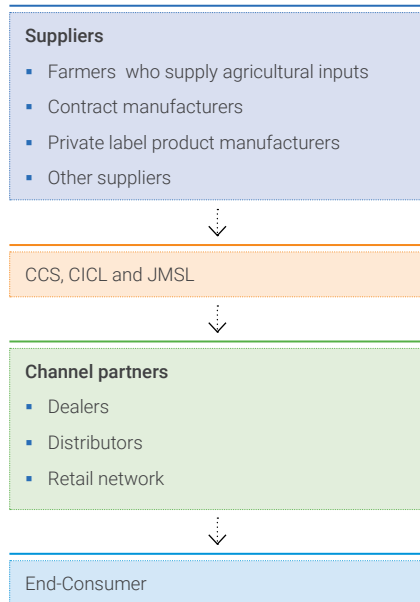 Suppliers
▪ Farmers who supply agricultural inputs
▪ Contract manufacturers
▪ Private label product manufacturers
▪ Other suppliers
CCS, CICL and JMSL
Channel partners
▪ Dealers
▪ Distributors
▪ Retail network
End-Consumer